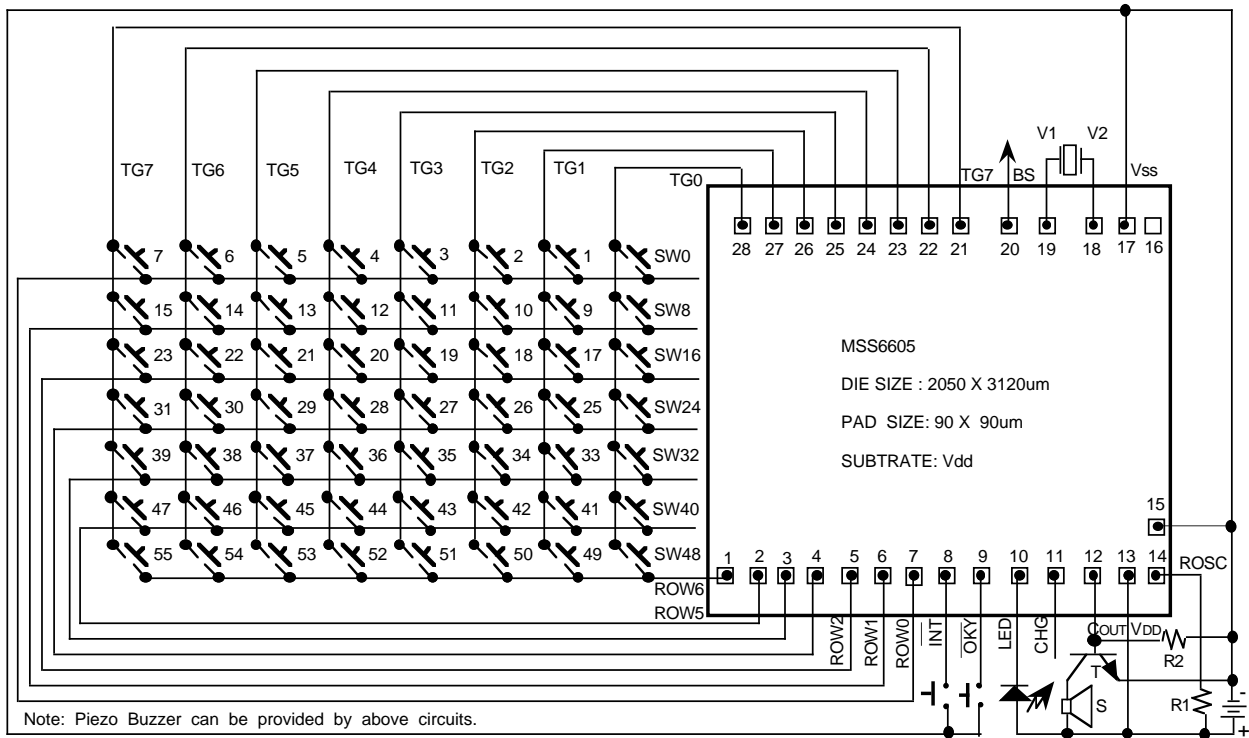 V1 V2
TG7 TG6 TG5 TG4 TG3 TG2 TG1 TG0 TG7 BS Vss
28 27 26 25 24 23 22 21 20 19 18 17 16
7 6 5 4 3 2 1 SW0
15 14 13 12 11 10 9 SW8
23 22 21 20 19 18 17 SW16
31 30 29 28 27 26 25 SW24
39 38 37 36 35 34 33 SW32
47 46 45 44 43 42 41 SW40
55 54 53 52 51 50 49 SW48
MSS6605
DIE SIZE : 2050 X 3120um
PAD SIZE: 90 X 90um
SUBTRATE: Vdd
15
1 2 3 4 5 6 7 8 9 10 11 12 13 14 ROSC
ROW6
ROW5
ROW2 ROW1 ROW0 INT OKY LED CHG COUT VDD
R2
T
S
R1
-
+
Note: Piezo Buzzer can be provided by above circuits.